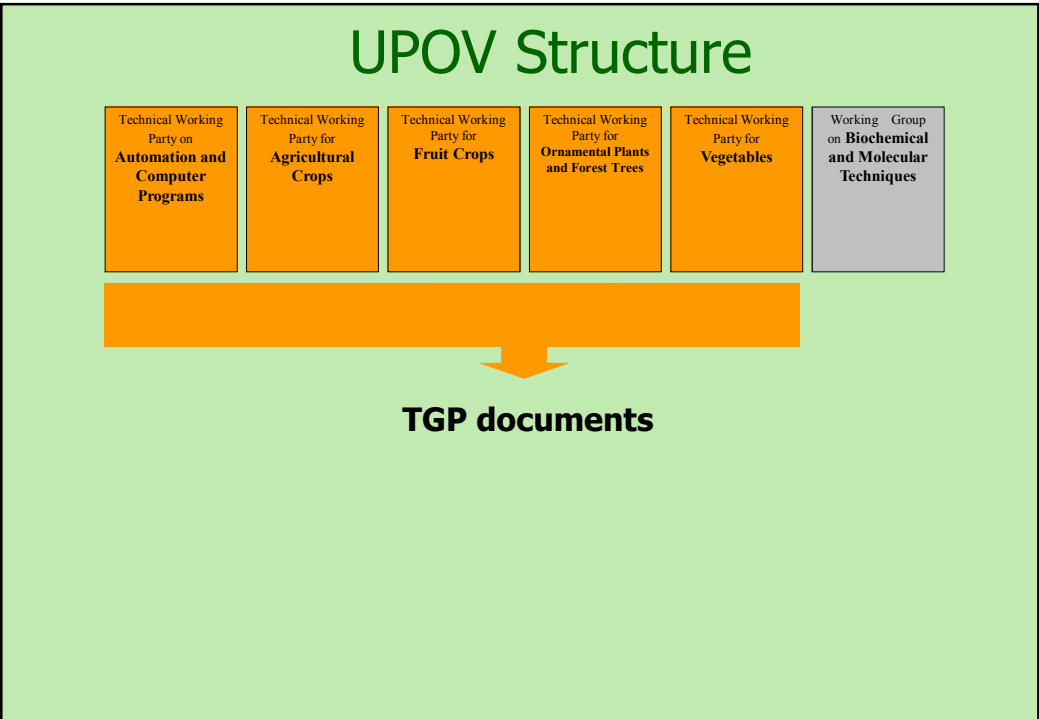 UPOV Structure
Technical Working
Party on
Automation and
Computer
Programs
Technical Working
Party for
Agricultural
Crops
Technical Working
Party for
Fruit Crops
Technical Working
Party for
Ornamental Plants
and Forest Trees
Technical Working
Party for
Vegetables
Working Group
on Biochemical
and Molecular
Techniques
TGP documents